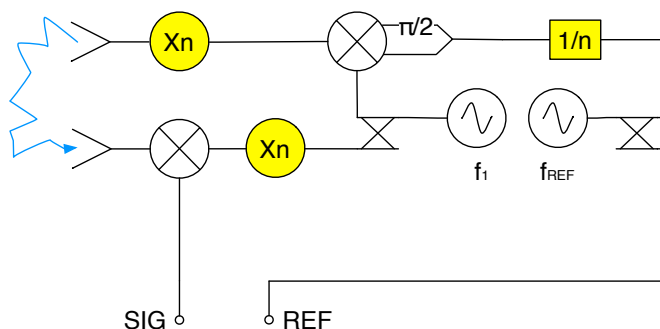 Xn
π/2
1/n
Xn
f1
fREF
SIG
REF